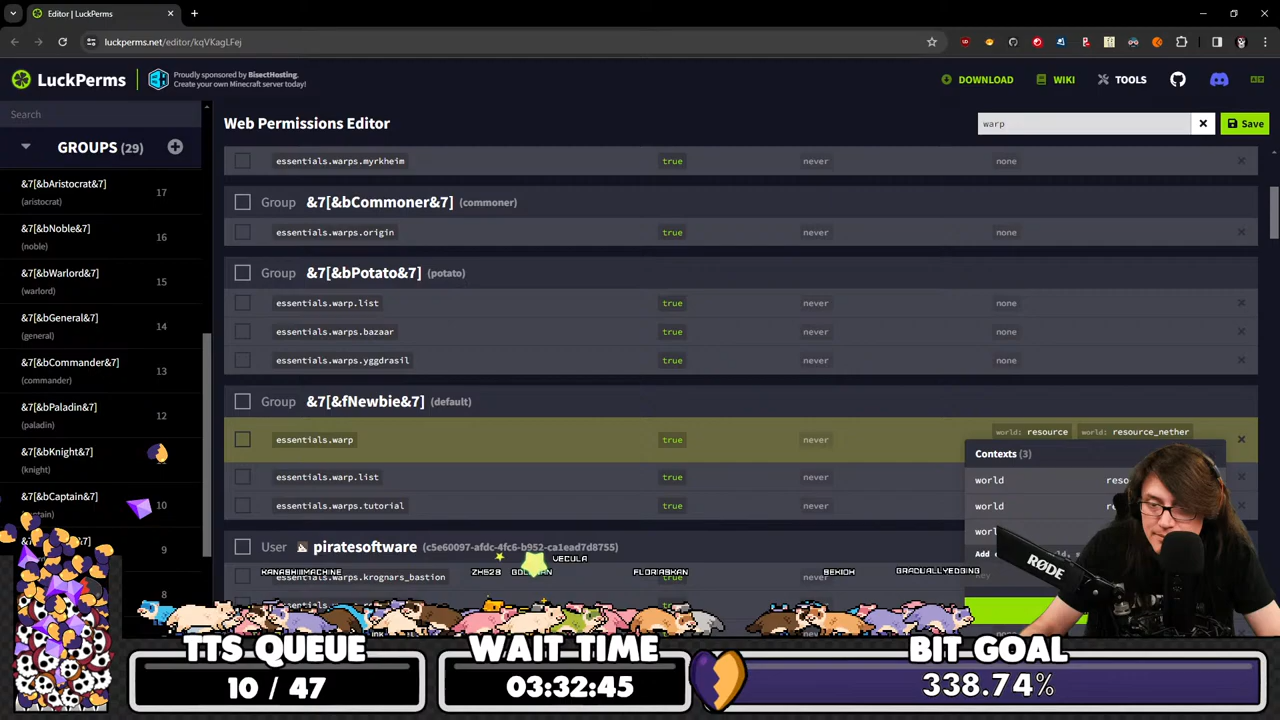 Editor | LuckPerms
luckperms.net/editor/kqVKagLFej
LuckPerms
Proudly sponsored by BisectHosting.
Create your own Minecraft server today!
DOWNLOAD
WIKI
TOOLS
Search
GROUPS (29)
&7[&bAristocrat&7]
(aristocrat)
17
&7[&bNoble&7]
(noble)
16
&7[&bWarlord&7]
(warlord)
15
&7[&bGeneral&7]
(general)
14
&7[&bCommander&7]
(commander)
13
&7[&bPaladin&7]
(paladin)
12
&7[&bKnight&7]
(knight)
&7[&bCaptain&7]
10
9
8
Web Permissions Editor
warp
Save
essentials.warps.myrkheim true never none
Group &7[&bCommoner&7] (commoner)
essentials.warps.origin true never none
Group &7[&bPotato&7] (potato)
essentials.warp.list true never none
essentials.warps.bazaar true never none
essentials.warps.yggdrasil true never none
Group &7[&fNewbie&7] (default)
essentials.warp true never world: resource world: resource_nether
essentials.warp.list true never
essentials.warps.tutorial true never
Contexts (3)
world
world
User piratesoftware (c5e60097-afdc-4fc6-b952-ca1ead7d8755)
essentials.warps.krognars_bastion true
KANASHIIMACHINE
ZKE28
VECULA
FLORIASKAN
BEKIOH
GRADUALLYEDGING
TTS QUEUE
10 / 47
WAIT TIME
03:32:45
BIT GOAL
338.74%